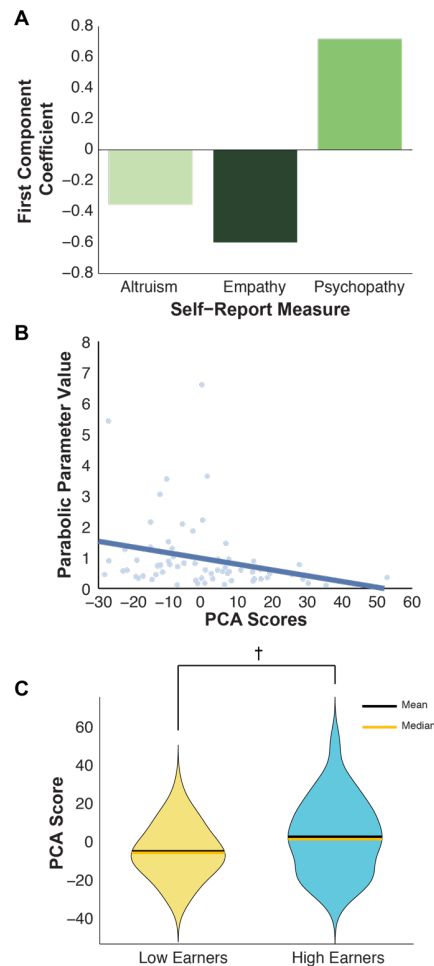 A
0.8
0.6
0.4
0.2
0
−0.2
−0.4
−0.6
−0.8
First Component
Coefficient
Altruism Empathy Psychopathy
Self−Report Measure
B
8
7
6
5
4
3
2
1
0
Parabolic Parameter Value
−30 −20 −10 0 10 20 30 40 50 60
PCA Scores
†
C
Mean
Median
60
40
20
0
−20
−40
PCA Score
Low Earners High Earners